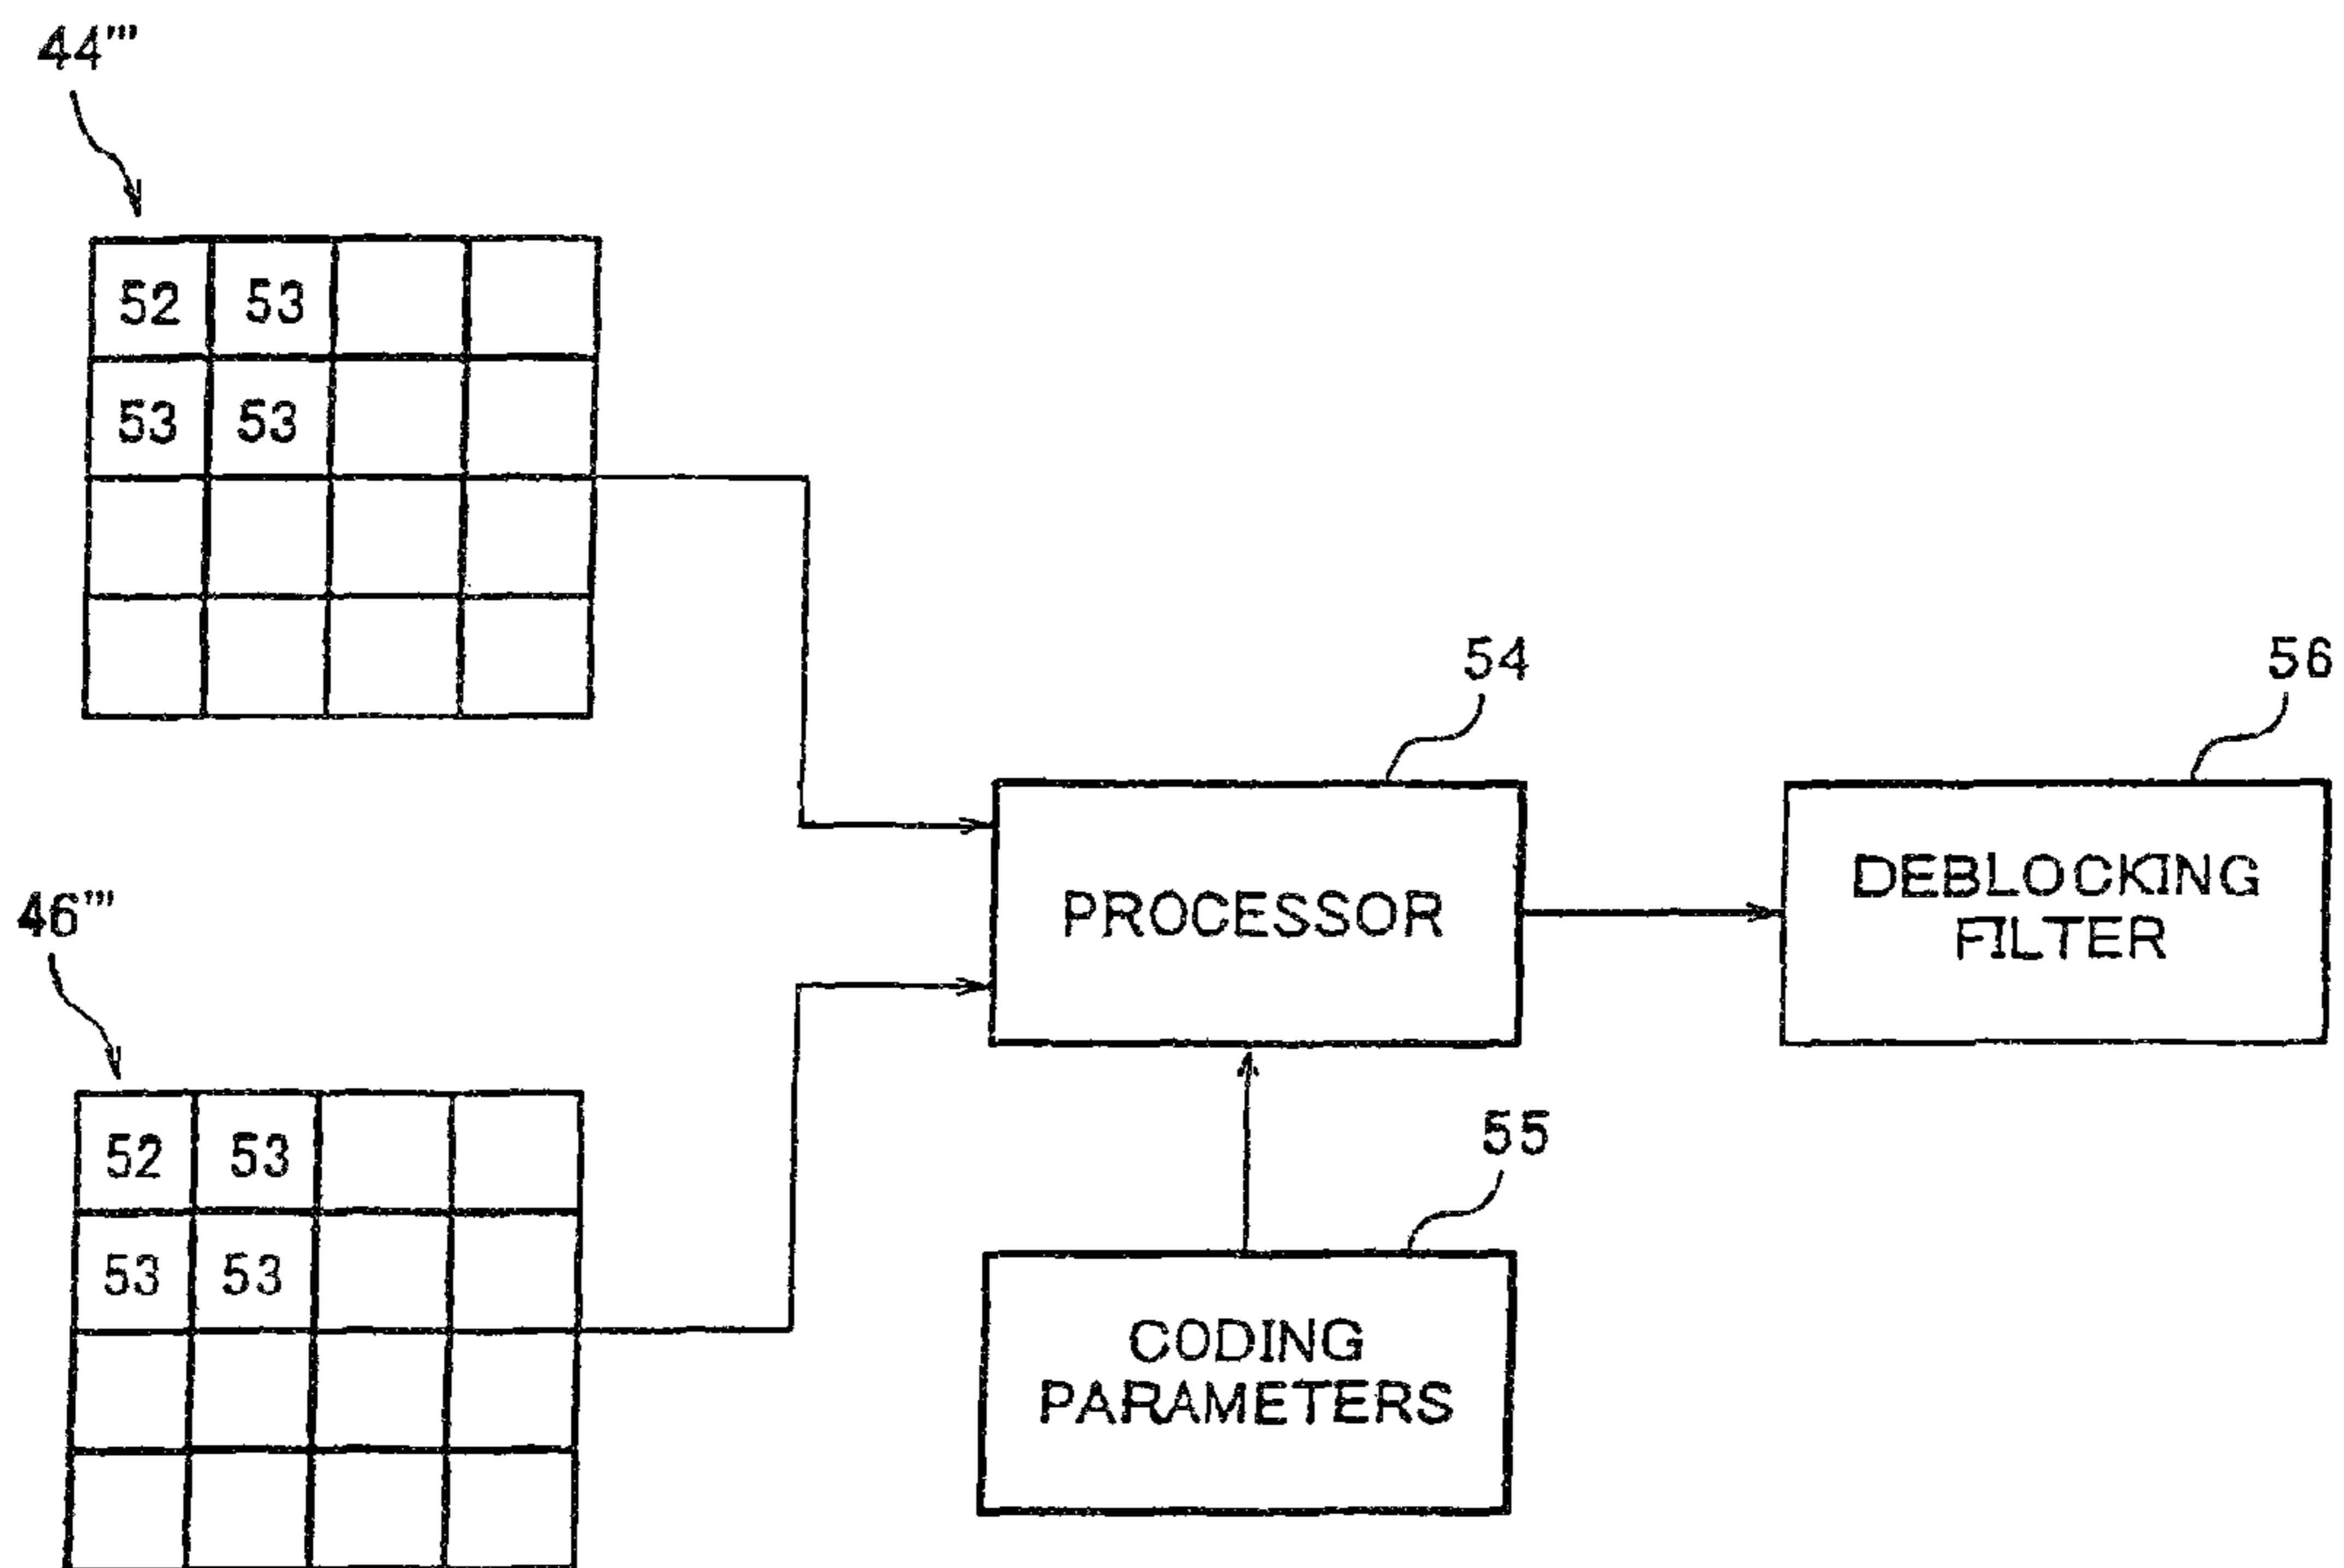 44'''
52 53
53 53
54
56
PROCESSOR
DEBLOCKING
FILTER
46'''
52 53
53 53
55
CODING
PARAMETERS